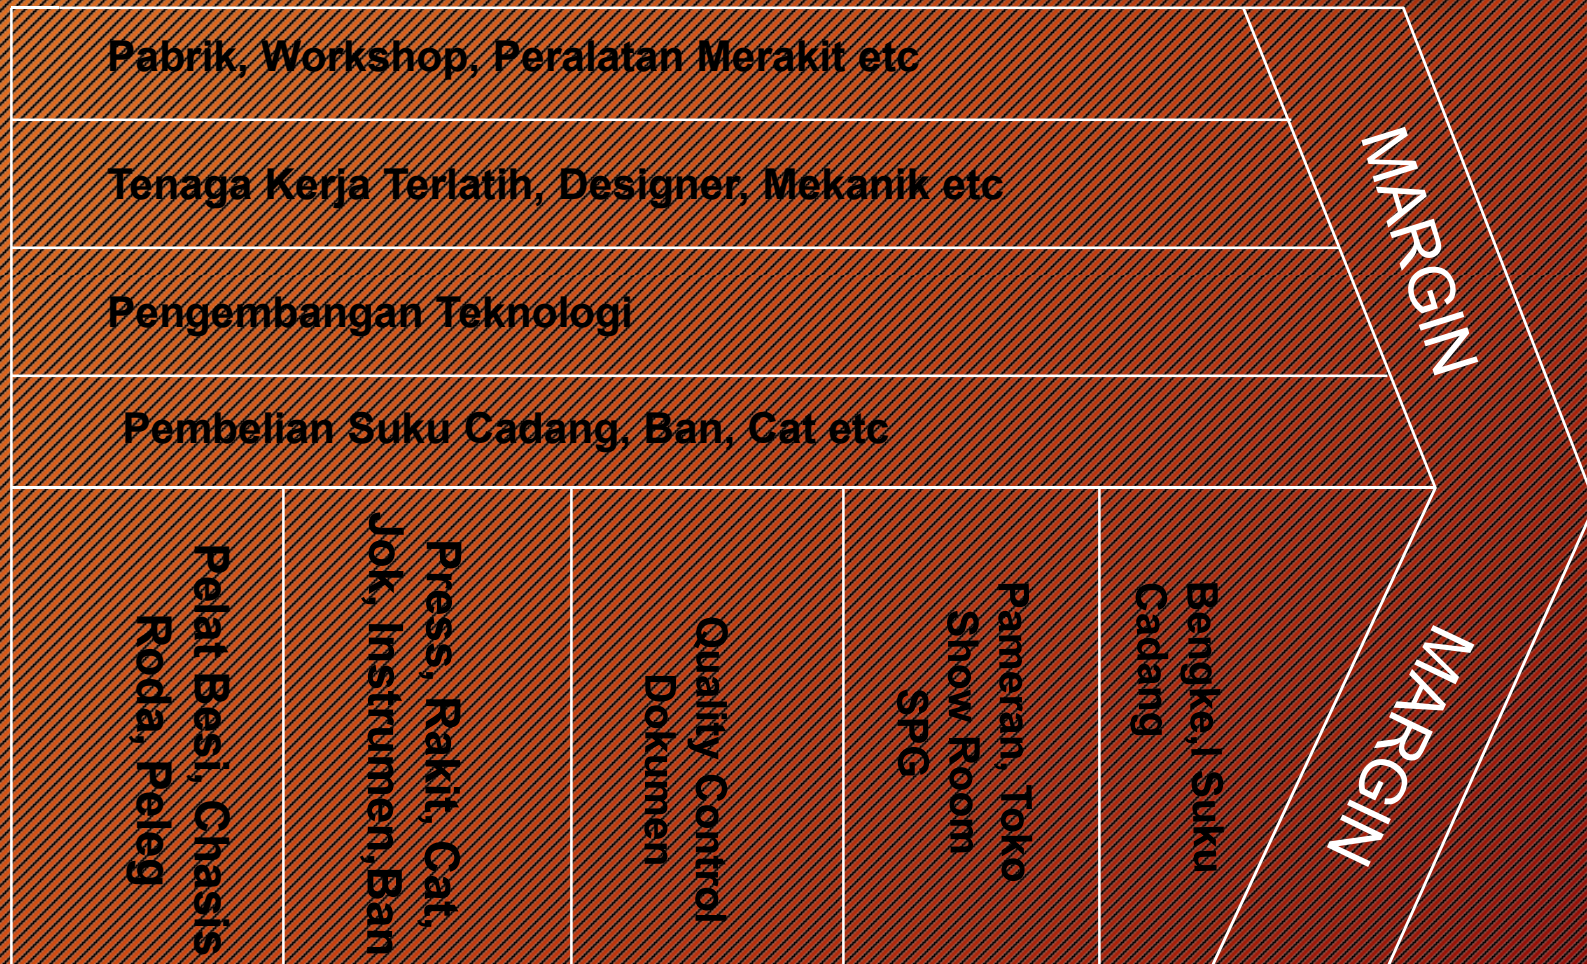 Pabrik, Workshop, Peralatan Merakit etc
Tenaga Kerja Terlatih, Designer, Mekanik etc
Pengembangan Teknologi
Pembelian Suku Cadang, Ban, Cat etc
MARGIN
Pelat Besi, Chasis
Roda, Peleg
Press, Rakit, Cat,
Jok, Instrumen,Ban
Quality Control
Dokumen
Pameran, Toko
Show Room
SPG
Bengke,l Suku
Cadang
MARGIN